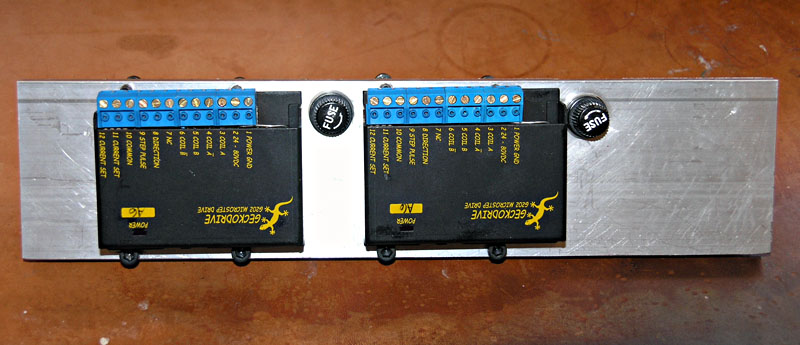 1 POWER GND
2 24 - 80VDC
3 COIL A
4 COIL A̅
5 COIL B
6 COIL B̅
7 NC
8 DIRECTION
9 STEP PULSE
10 COMMON
11 CURRENT SET
12 CURRENT SET
GECKODRIVE
G202 MICROSTEP DRIVE
POWER
FUSE
1 POWER GND
2 24 - 80VDC
3 COIL A
4 COIL A̅
5 COIL B
6 COIL B̅
7 NC
8 DIRECTION
9 STEP PULSE
10 COMMON
11 CURRENT SET
12 CURRENT SET
GECKODRIVE
G202 MICROSTEP DRIVE
POWER
FUSE